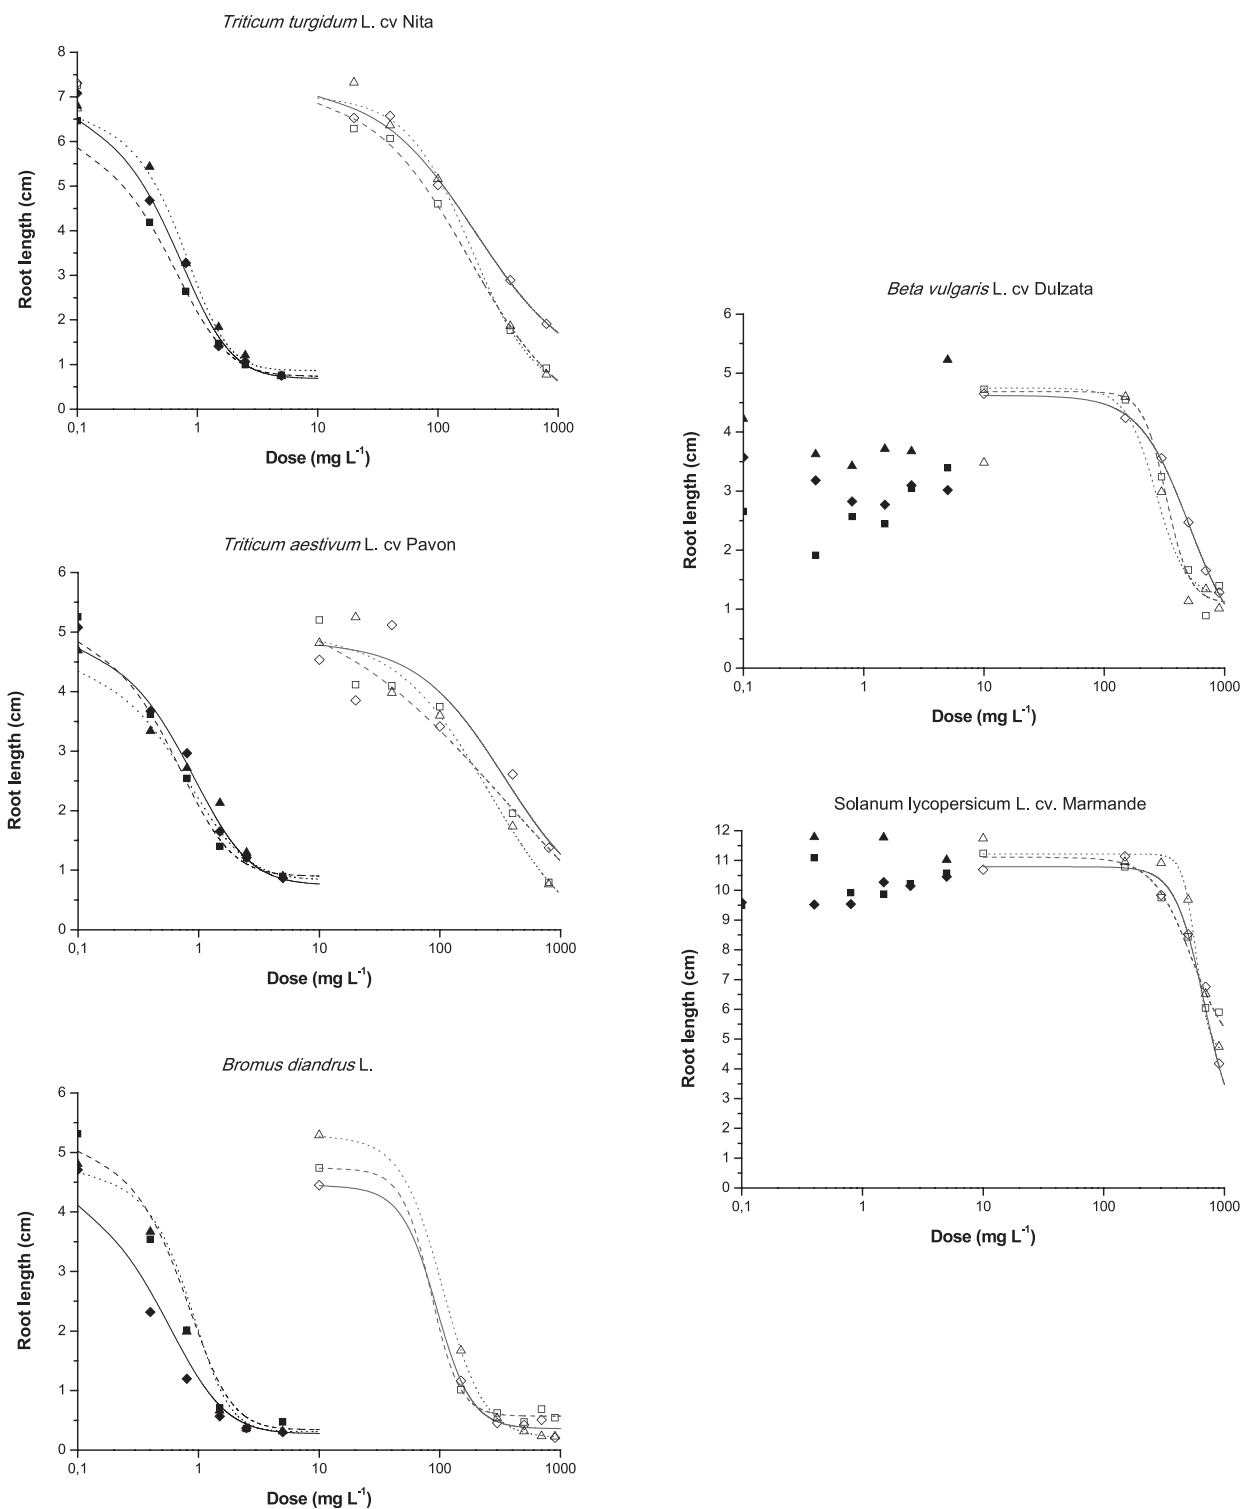 Triticum turgidum L. cv Nita
8
7
6
5
4
3
2
1
0
Root length (cm)
0,1 1 10 100 1000
Dose (mg L-1)
Triticum aestivum L. cv Pavon
6
5
4
3
2
1
0
Root length (cm)
0,1 1 10 100 1000
Dose (mg L-1)
Bromus diandrus L.
6
5
4
3
2
1
0
Root length (cm)
0,1 1 10 100 1000
Dose (mg L-1)
Beta vulgaris L. cv Dulzata
6
5
4
3
2
1
0
Root length (cm)
0,1 1 10 100 1000
Dose (mg L-1)
Solanum lycopersicum L. cv. Marmande
12
11
10
9
8
7
6
5
4
3
2
1
0
Root length (cm)
0,1 1 10 100 1000
Dose (mg L-1)